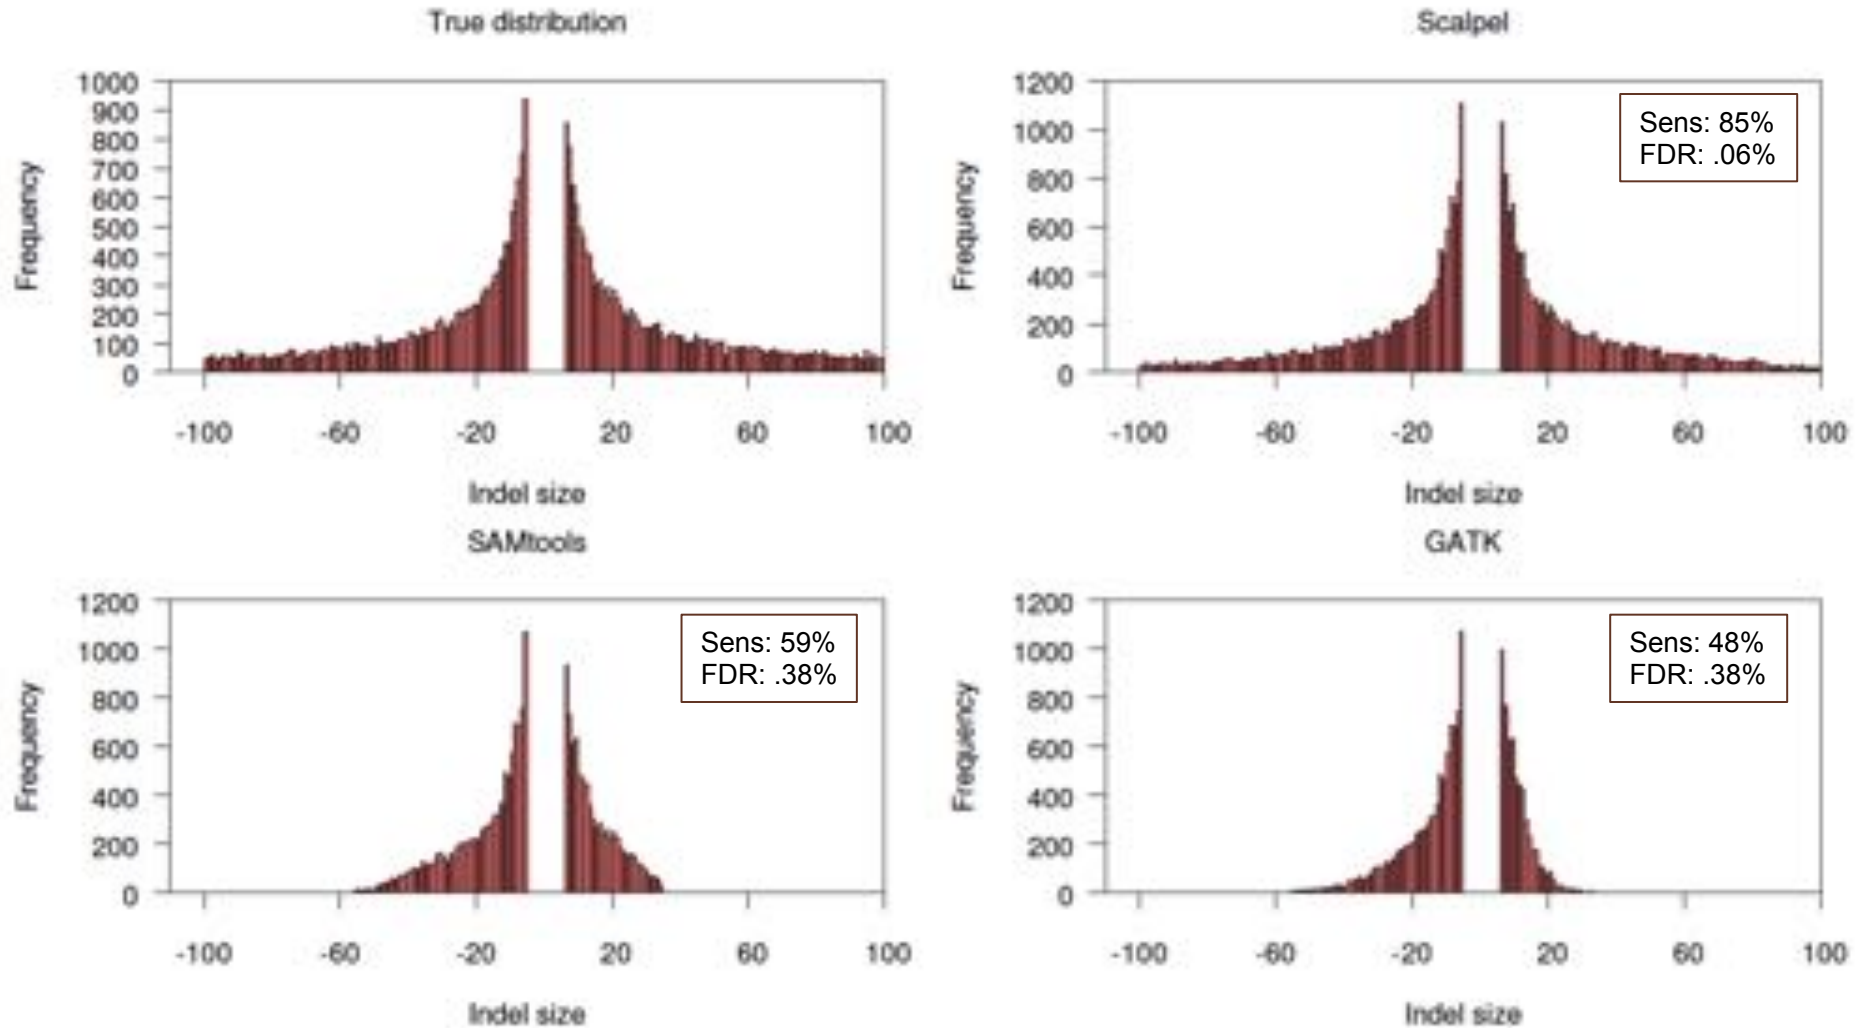 True distribution
Frequency
1000
900
800
700
600
500
400
300
200
100
0
-100 -60 -20 20 60 100
Indel size
Scalpel
Frequency
1200
1000
800
600
400
200
0
Sens: 85%
FDR: .06%
-100 -60 -20 20 60 100
Indel size
SAMtools
Frequency
1200
1000
800
600
400
200
0
Sens: 59%
FDR: .38%
-100 -60 -20 20 60 100
Indel size
GATK
Frequency
1200
1000
800
600
400
200
0
Sens: 48%
FDR: .38%
-100 -60 -20 20 60 100
Indel size